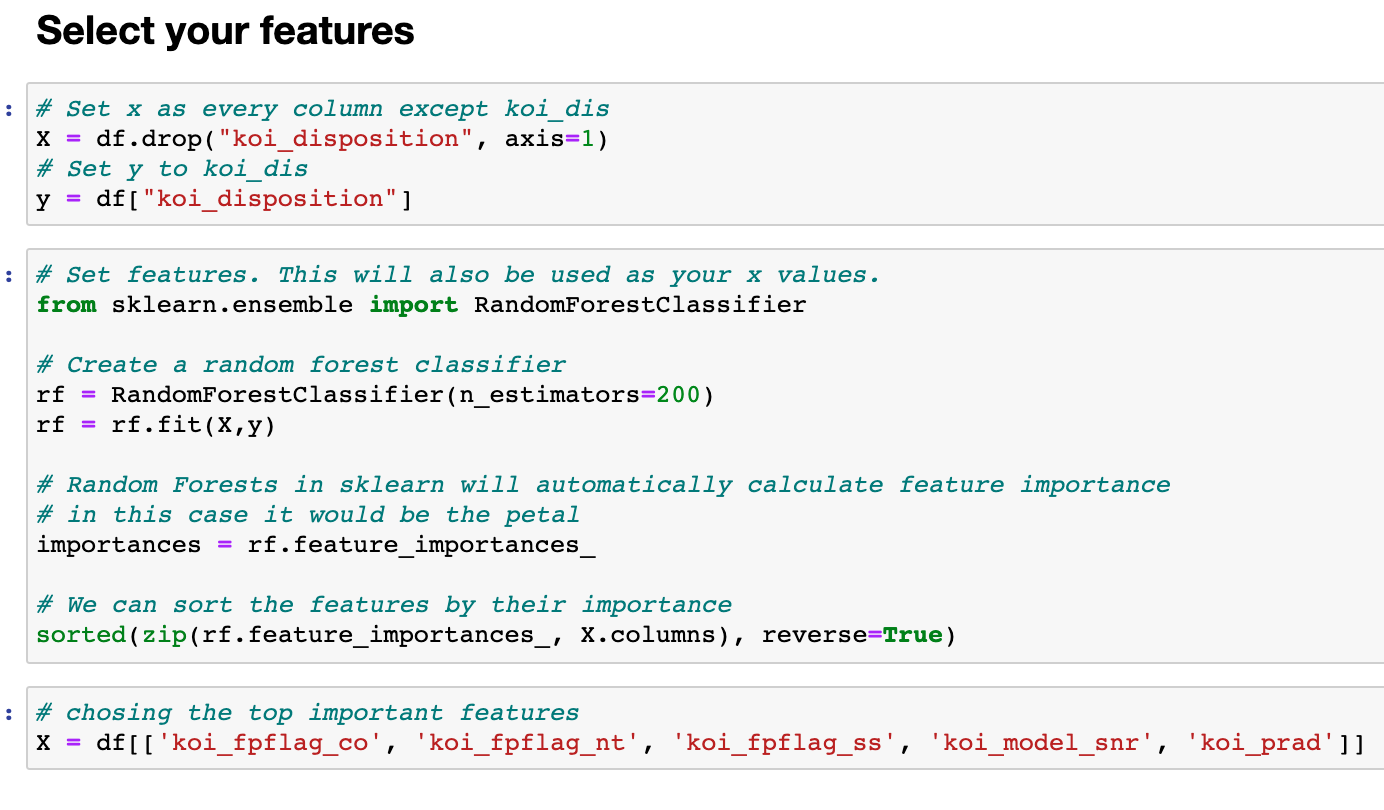 Select your features
: # Set x as every column except koi_dis
X = df.drop("koi_disposition", axis=1)
# Set y to koi_dis
y = df["koi_disposition"]
: # Set features. This will also be used as your x values.
from sklearn.ensemble import RandomForestClassifier
# Create a random forest classifier
rf = RandomForestClassifier(n_estimators=200)
rf = rf.fit(X,y)
# Random Forests in sklearn will automatically calculate feature importance
# in this case it would be the petal
importances = rf.feature_importances_
# We can sort the features by their importance
sorted(zip(rf.feature_importances_, X.columns), reverse=True)
: # chosing the top important features
X = df[['koi_fpflag_co', 'koi_fpflag_nt', 'koi_fpflag_ss', 'koi_model_snr', 'koi_prad']]